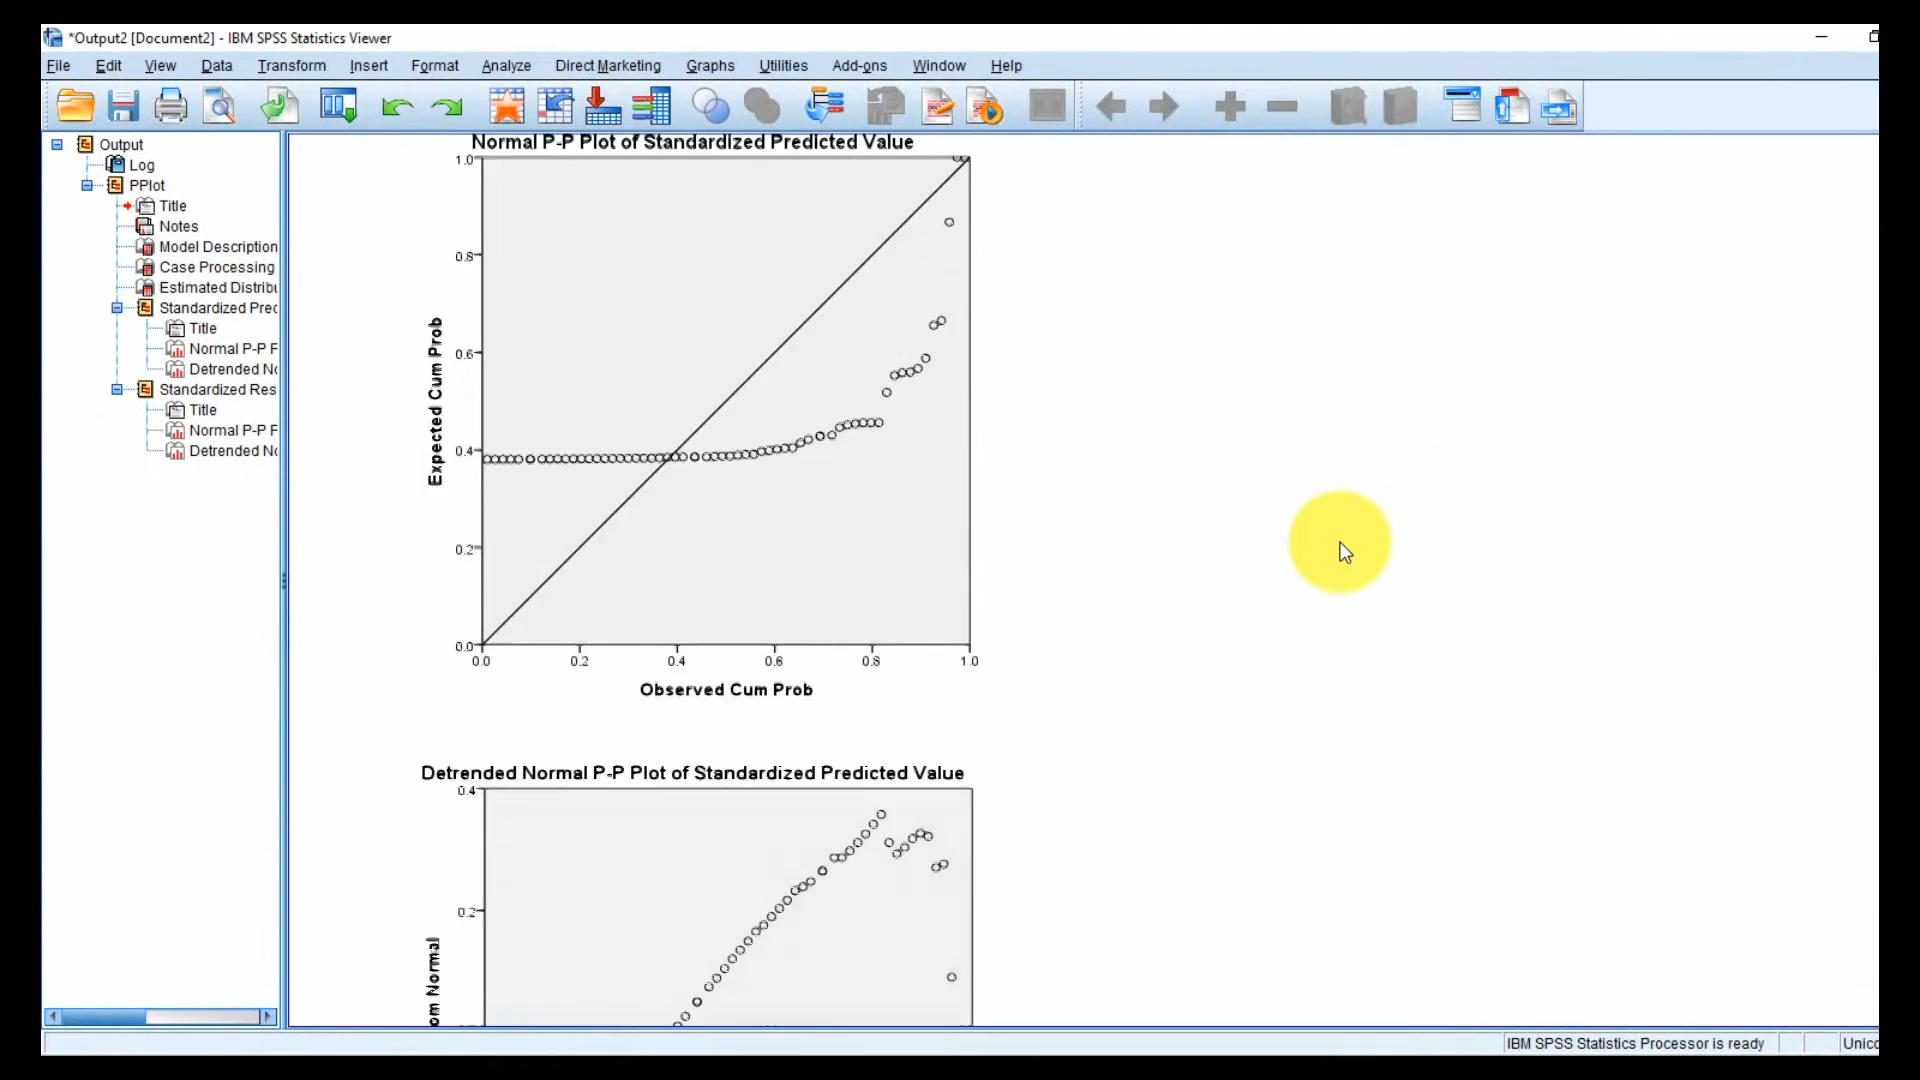 *Output2 [Document2] - IBM SPSS Statistics Viewer
File Edit View Data Transform Insert Format Analyze Direct Marketing Graphs Utilities Add-ons Window Help
Output
Log
PPlot
Title
Notes
Model Description
Case Processing
Estimated Distribu
Standardized Prec
Title
Normal P-P F
Detrended No
Standardized Res
Title
Normal P-P F
Detrended No
Normal P-P Plot of Standardized Predicted Value
1.0
0.8
0.6
0.4
0.2
0.0
Expected Cum Prob
0.0 0.2 0.4 0.6 0.8 1.0
Observed Cum Prob
Detrended Normal P-P Plot of Standardized Predicted Value
0.4
0.2
om Normal
IBM SPSS Statistics Processor is ready
Unico